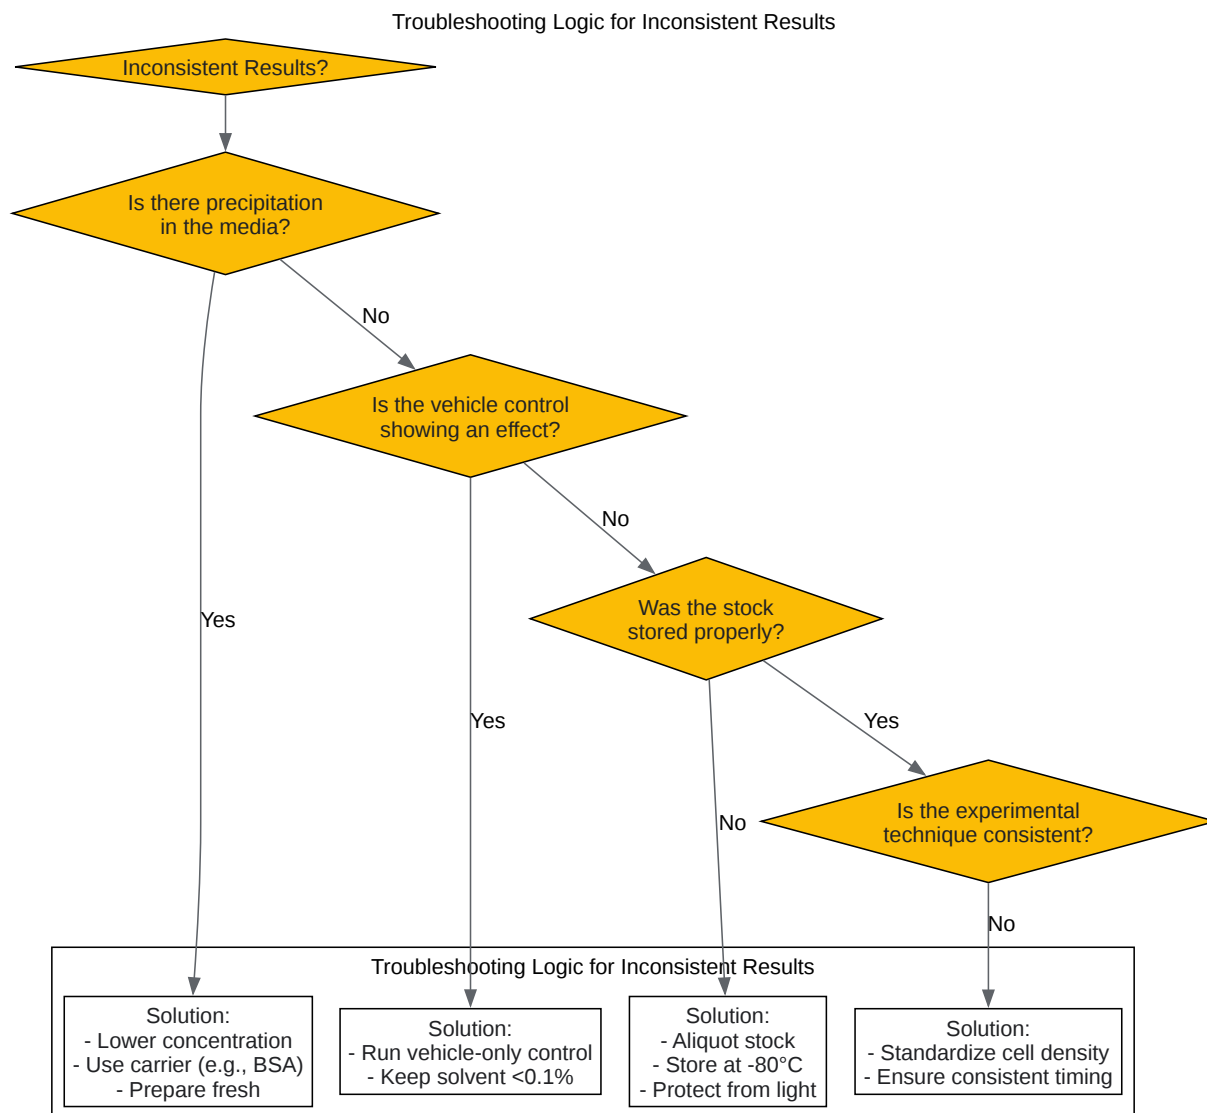 Troubleshooting Logic for Inconsistent Results
Inconsistent Results?
Is there precipitation
in the media?
No
Is the vehicle control
showing an effect?
No
Was the stock
stored properly?
Yes
Yes
Yes
Is the experimental
technique consistent?
No
No
Troubleshooting Logic for Inconsistent Results
Solution:
- Lower concentration
- Use carrier (e.g., BSA)
- Prepare fresh
Solution:
- Run vehicle-only control
- Keep solvent <0.1%
Solution:
- Aliquot stock
- Store at -80°C
- Protect from light
Solution:
- Standardize cell density
- Ensure consistent timing